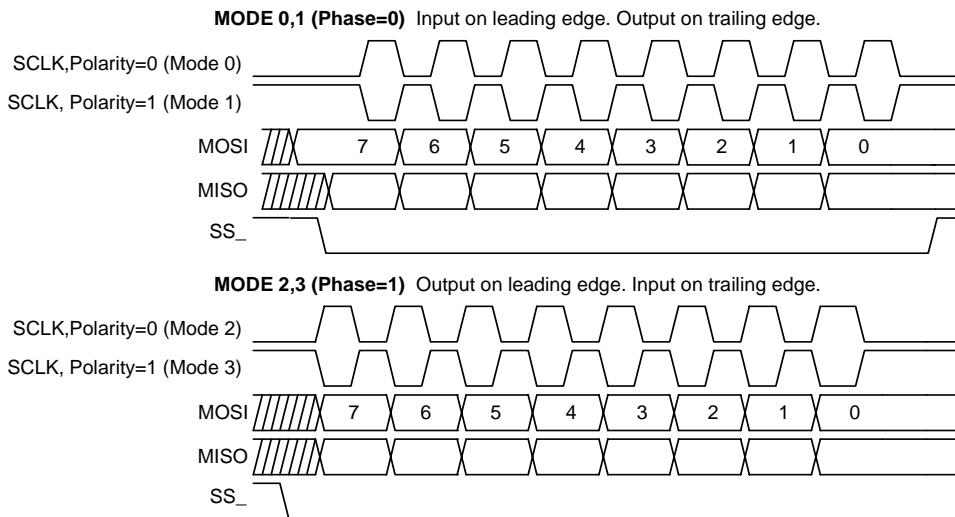 MODE 0,1 (Phase=0) Input on leading edge. Output on trailing edge.
SCLK,Polarity=0 (Mode 0)
SCLK, Polarity=1 (Mode 1)
MOSI 7 6 5 4 3 2 1 0
MISO
SS_
MODE 2,3 (Phase=1) Output on leading edge. Input on trailing edge.
SCLK,Polarity=0 (Mode 2)
SCLK, Polarity=1 (Mode 3)
MOSI 7 6 5 4 3 2 1 0
MISO
SS_